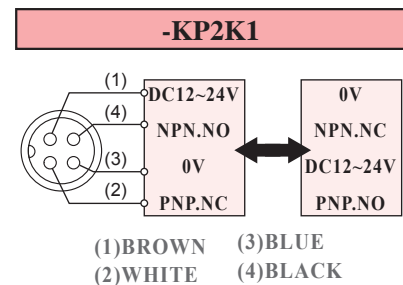 -KP2K1
(1) DC12~24V 0V
(4) NPN.NO NPN.NC
(3) 0V DC12~24V
(2) PNP.NC PNP.NO
(1)BROWN (3)BLUE
(2)WHITE (4)BLACK